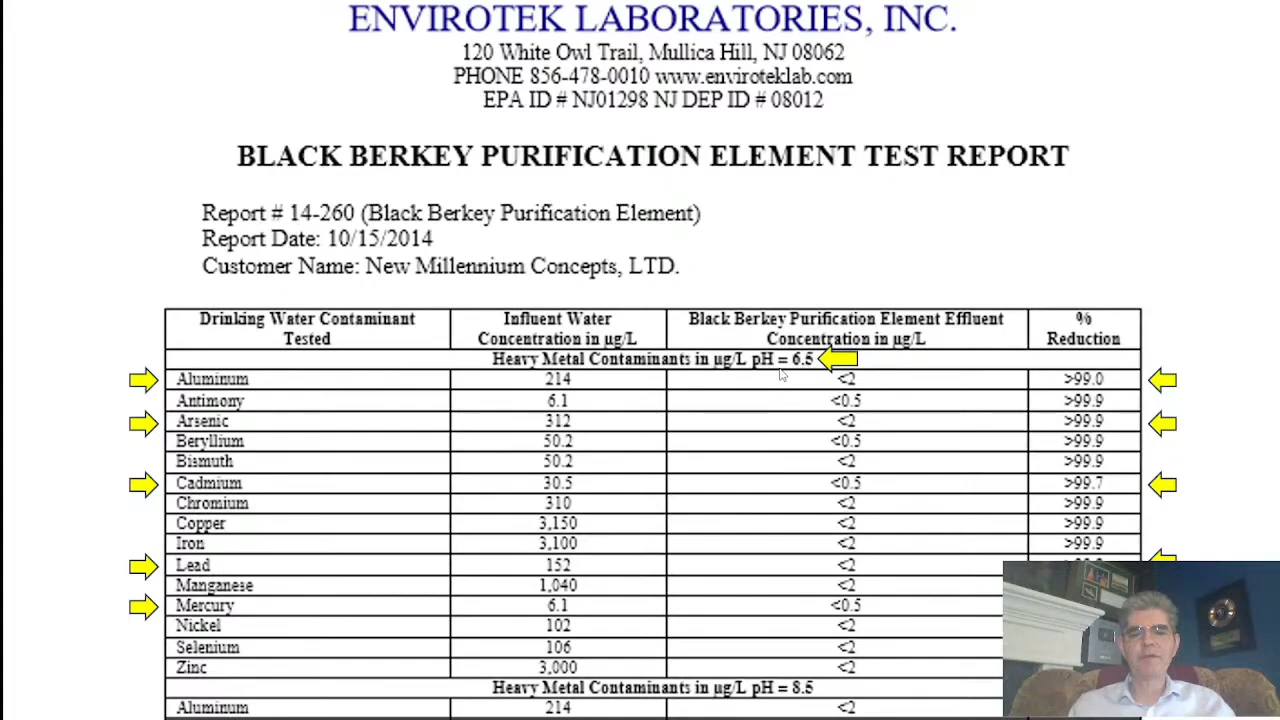 ENVIROTEK LABORATORIES, INC.
120 White Owl Trail, Mullica Hill, NJ 08062
PHONE 856-478-0010 www.enviroteklab.com
EPA ID # NJ01298 NJ DEP ID # 08012
BLACK BERKEY PURIFICATION ELEMENT TEST REPORT
Report # 14-260 (Black Berkey Purification Element)
Report Date: 10/15/2014
Customer Name: New Millennium Concepts, LTD.
Drinking Water Contaminant Tested Influent Water Concentration in µg/L Black Berkey Purification Element Effluent Concentration in µg/L % Reduction
Heavy Metal Contaminants in µg/L pH = 6.5
Aluminum 214 <2 >99.0
Antimony 6.1 <0.5 >99.9
Arsenic 312 <2 >99.9
Beryllium 50.2 <0.5 >99.9
Bismuth 50.2 <2 >99.9
Cadmium 30.5 <0.5 >99.7
Chromium 310 <2 >99.9
Copper 3,150 <2 >99.9
Iron 3,100 <2 >99.9
Lead 152 <2
Manganese 1,040 <2
Mercury 6.1 <0.5
Nickel 102 <2
Selenium 106 <2
Zinc 3,000 <2
Heavy Metal Contaminants in µg/L pH = 8.5
Aluminum 214 <2